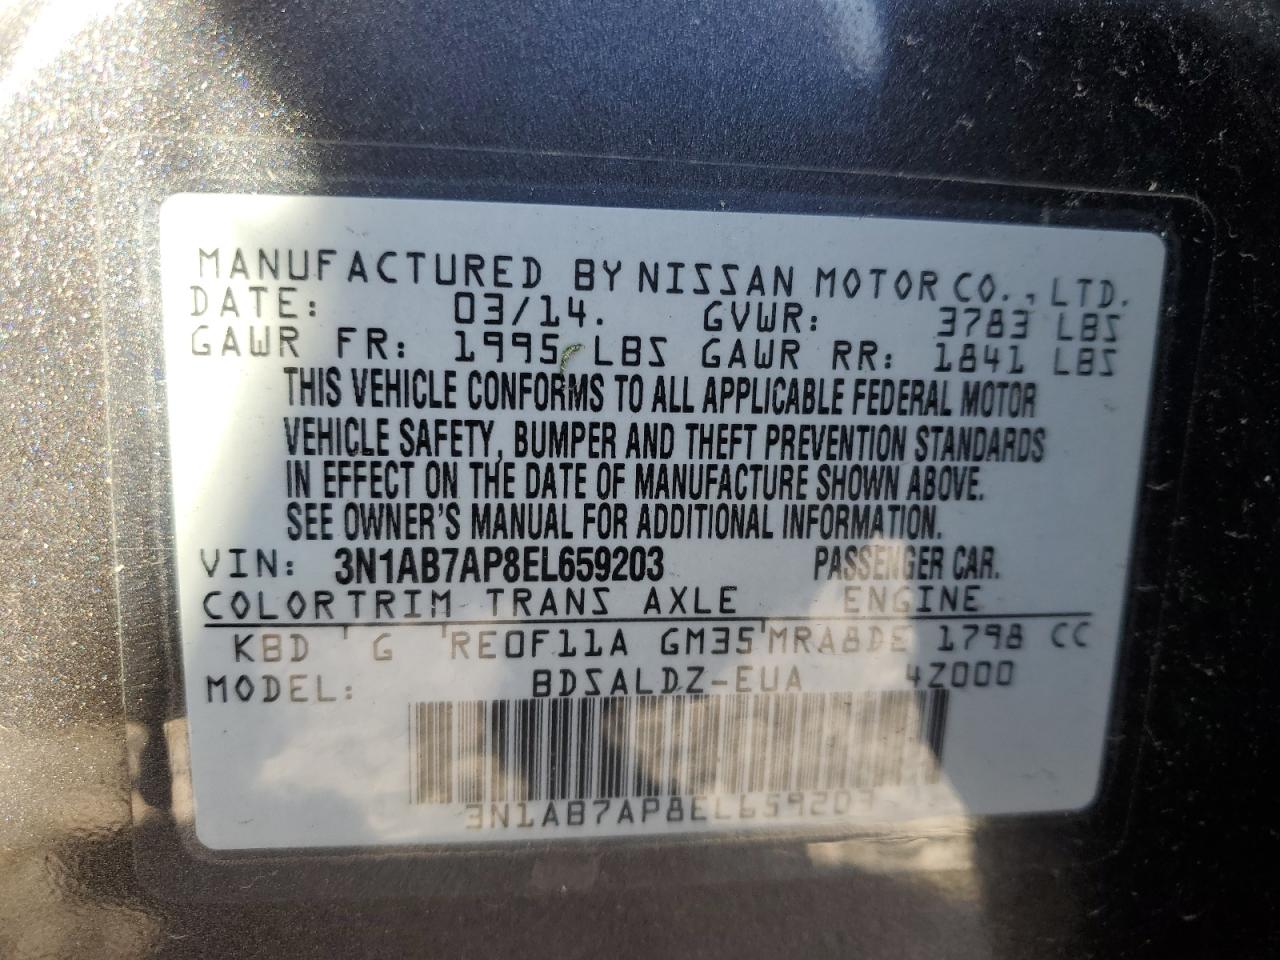 MANUFACTURED BY NISSAN MOTOR CO., LTD.
DATE: 03/14. GVWR: 3783 LBS
GAWR FR: 1995 LBS GAWR RR: 1841 LBS
THIS VEHICLE CONFORMS TO ALL APPLICABLE FEDERAL MOTOR
VEHICLE SAFETY, BUMPER AND THEFT PREVENTION STANDARDS
IN EFFECT ON THE DATE OF MANUFACTURE SHOWN ABOVE.
SEE OWNER'S MANUAL FOR ADDITIONAL INFORMATION.
VIN: 3N1AB7AP8EL659203 PASSENGER CAR.
COLOR TRIM TRANS AXLE ENGINE
KBD ' G ' RE0F11A GM35 ' MRA8DE 1798 CC
MODEL: BDSALDZ-EUA 4Z000
3N1AB7AP8EL659203